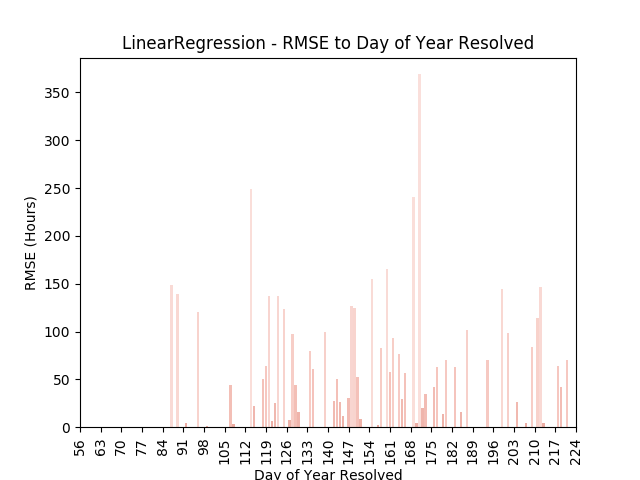 LinearRegression - RMSE to Day of Year Resolved
350
300
250
200
150
100
50
0
RMSE (Hours)
56 63 70 77 84 91 98 105 112 119 126 133 140 147 154 161 168 175 182 189 196 203 210 217 224
Day of Year Resolved